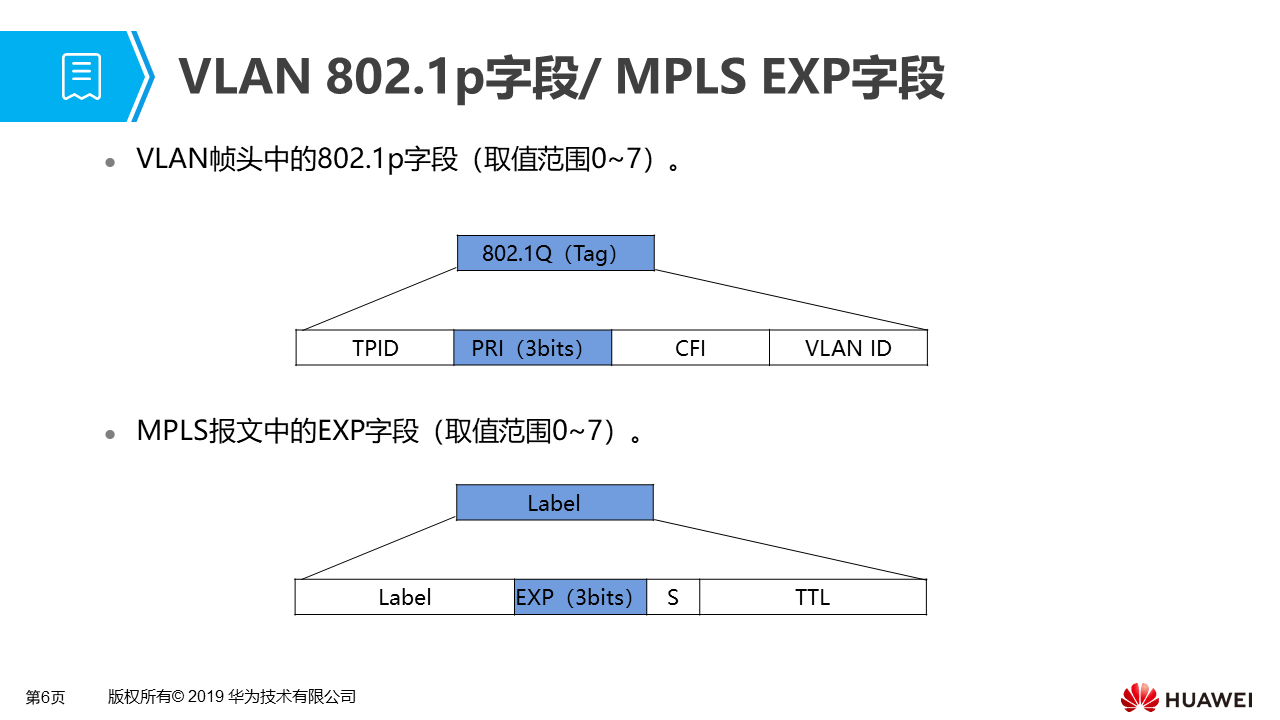 VLAN 802.1p字段/ MPLS EXP字段
VLAN帧头中的802.1p字段（取值范围0~7）。
802.1Q（Tag）
TPID PRI（3bits） CFI VLAN ID
MPLS报文中的EXP字段（取值范围0~7）。
Label
Label EXP（3bits） S TTL
第6页 版权所有© 2019 华为技术有限公司 HUAWEI